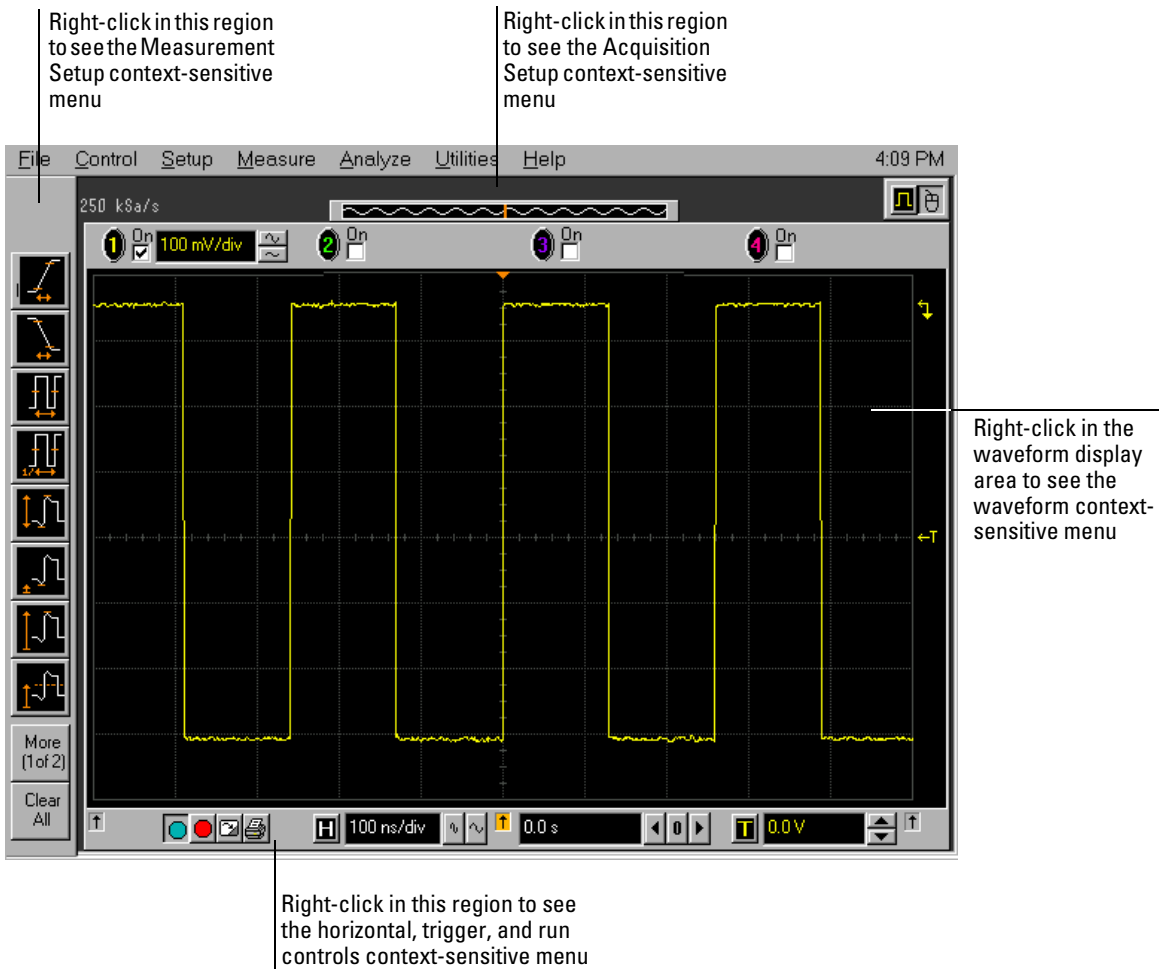 Right-click in this region
to see the Measurement
Setup context-sensitive
menu
Right-click in this region
to see the Acquisition
Setup context-sensitive
menu
File Control Setup Measure Analyze Utilities Help 4:09 PM
250 kSa/s
1 On 100 mV/div 2 On 3 On 4 On
1/
T
More
(1of 2)
Clear
All
H 100 ns/div 0.0 s 0 T 0.0 V
Right-click in the
waveform display
area to see the
waveform context-
sensitive menu
Right-click in this region to see
the horizontal, trigger, and run
controls context-sensitive menu